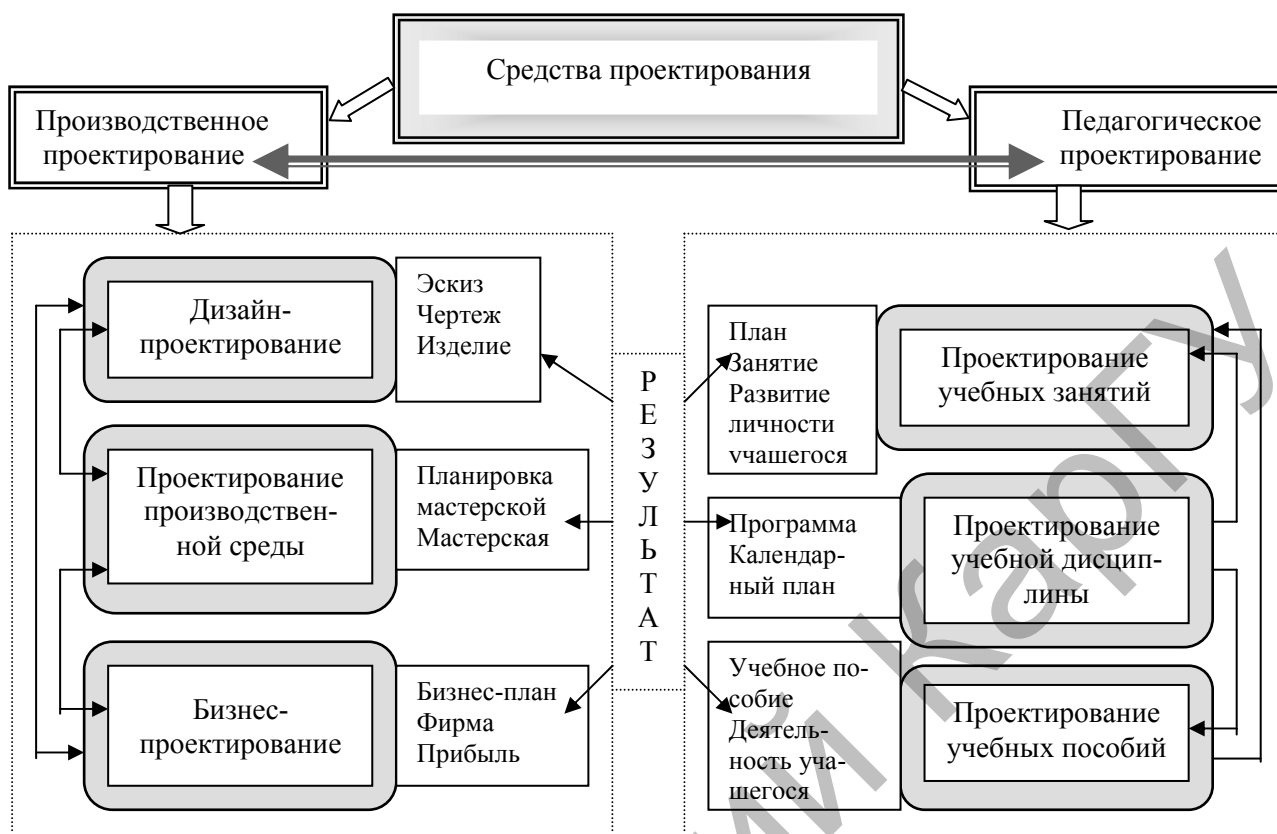 Средства проектирования
Производственное
проектирование
Педагогическое
проектирование
Дизайн-
проектирование
Эскиз
Чертеж
Изделие
Проектирование
производствен-
ной среды
Планировка
мастерской
Мастерская
Бизнес-
проектирование
Бизнес-план
Фирма
Прибыль
Р
Е
З
У
Л
Ь
Т
А
Т
План
Занятие
Развитие
личности
учащегося
Проектирование
учебных занятий
Программа
Календар-
ный план
Проектирование
учебной дисцип-
лины
Учебное по-
собие
Деятель-
ность уча-
щегося
Проектирование
учебных пособий
ий КарГУ